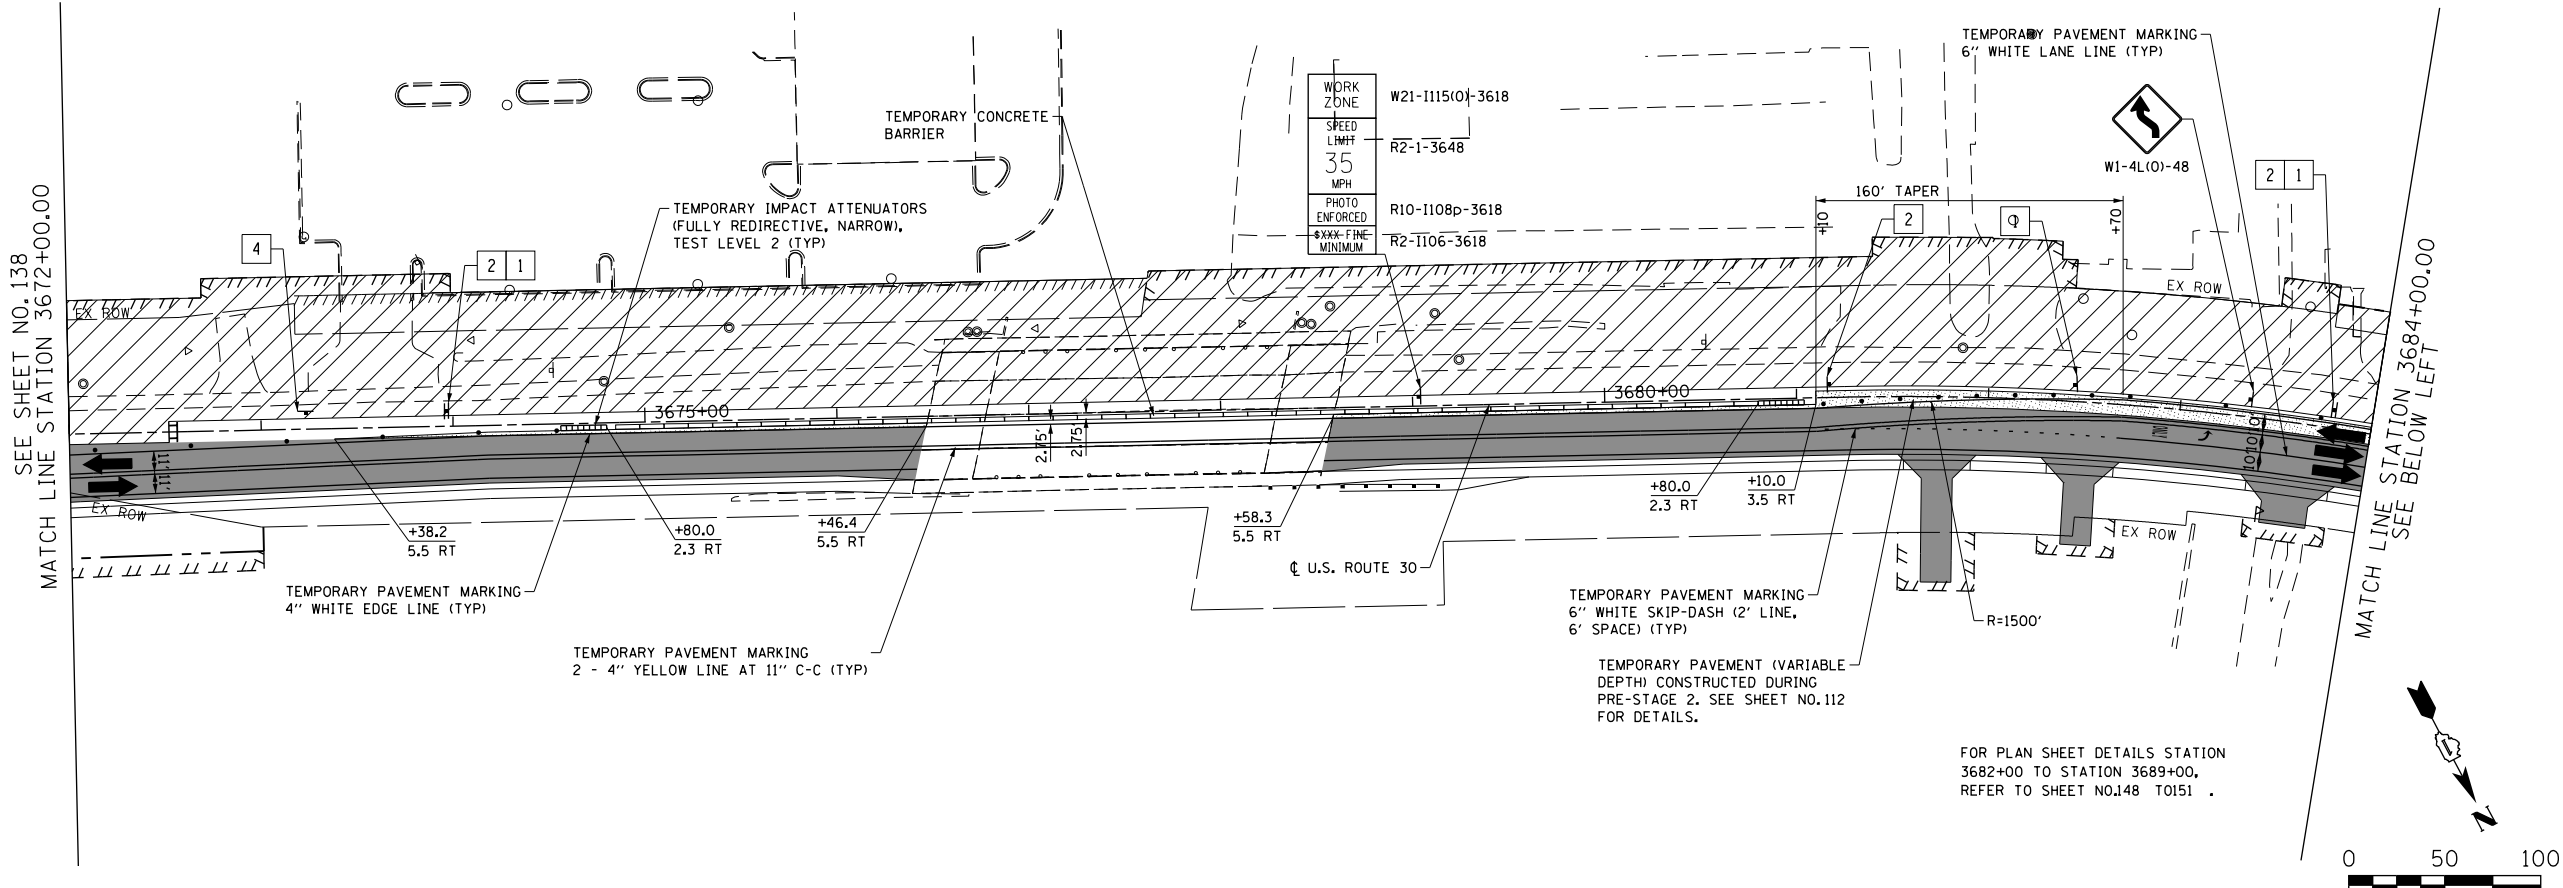 SEE SHEET NO. 138
MATCH LINE STATION 3672+00.00
EX ROW
EX ROW
4
2 1
TEMPORARY IMPACT ATTENUATORS
(FULLY REDIRECTIVE, NARROW),
TEST LEVEL 2 (TYP)
TEMPORARY CONCRETE
BARRIER
WORK
ZONE
SPEED
LIMIT
35
MPH
PHOTO
ENFORCED
$XXX FINE
MINIMUM
W21-I115(O)-3618
R2-1-3648
R10-I108p-3618
R2-I106-3618
TEMPORARY PAVEMENT MARKING
6" WHITE LANE LINE (TYP)
W1-4L(O)-48
160' TAPER
+10
+70
2
1
2 1
EX ROW
EX ROW
3675+00
3680+00
2.75'
2.75'
11'
11'
10
10
10
+38.2
5.5 RT
+80.0
2.3 RT
+46.4
5.5 RT
+58.3
5.5 RT
+80.0
2.3 RT
+10.0
3.5 RT
℄ U.S. ROUTE 30
TEMPORARY PAVEMENT MARKING
4" WHITE EDGE LINE (TYP)
TEMPORARY PAVEMENT MARKING
2 - 4" YELLOW LINE AT 11" C-C (TYP)
TEMPORARY PAVEMENT MARKING
6" WHITE SKIP-DASH (2' LINE,
6' SPACE) (TYP)
R=1500'
TEMPORARY PAVEMENT (VARIABLE
DEPTH) CONSTRUCTED DURING
PRE-STAGE 2. SEE SHEET NO. 112
FOR DETAILS.
MATCH LINE STATION 3684+00.00
SEE BELOW LEFT
FOR PLAN SHEET DETAILS STATION
3682+00 TO STATION 3689+00,
REFER TO SHEET NO.148 TO151 .
N
0 50 100